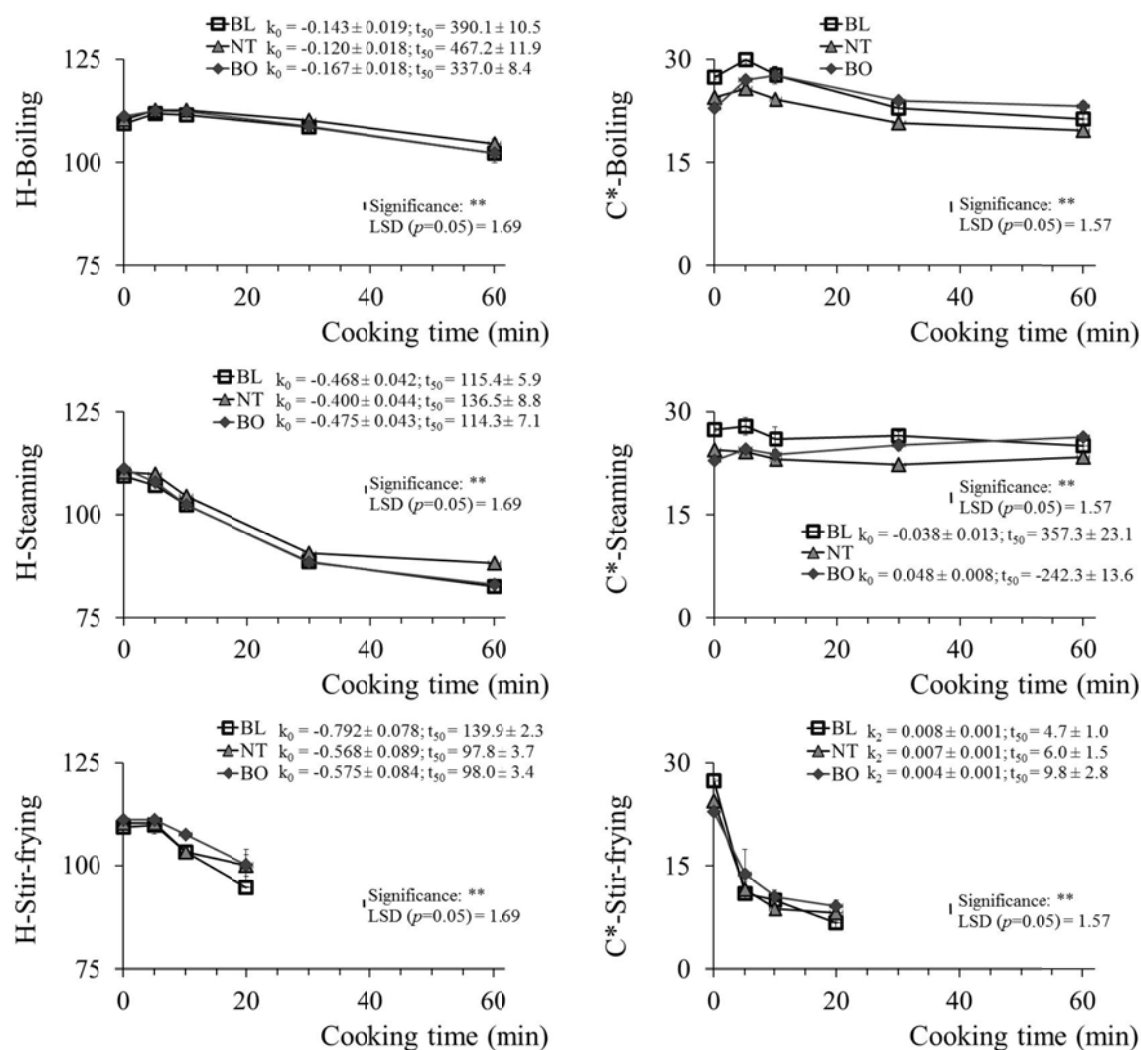 H-Boiling
125
100
75
BL k₀ = -0.143 ± 0.019; t₅₀ = 390.1 ± 10.5
NT k₀ = -0.120 ± 0.018; t₅₀ = 467.2 ± 11.9
BO k₀ = -0.167 ± 0.018; t₅₀ = 337.0 ± 8.4
Significance: **
LSD (p=0.05) = 1.69
0 20 40 60
Cooking time (min)
C*-Boiling
30
15
0
BL
NT
BO
Significance: **
LSD (p=0.05) = 1.57
0 20 40 60
Cooking time (min)
H-Steaming
125
100
75
BL k₀ = -0.468 ± 0.042; t₅₀ = 115.4 ± 5.9
NT k₀ = -0.400 ± 0.044; t₅₀ = 136.5 ± 8.8
BO k₀ = -0.475 ± 0.043; t₅₀ = 114.3 ± 7.1
Significance: **
LSD (p=0.05) = 1.69
0 20 40 60
Cooking time (min)
C*-Steaming
30
15
0
Significance: **
LSD (p=0.05) = 1.57
BL k₀ = -0.038 ± 0.013; t₅₀ = 357.3 ± 23.1
NT
BO k₀ = 0.048 ± 0.008; t₅₀ = -242.3 ± 13.6
0 20 40 60
Cooking time (min)
H-Stir-frying
125
100
75
BL k₀ = -0.792 ± 0.078; t₅₀ = 139.9 ± 2.3
NT k₀ = -0.568 ± 0.089; t₅₀ = 97.8 ± 3.7
BO k₀ = -0.575 ± 0.084; t₅₀ = 98.0 ± 3.4
Significance: **
LSD (p=0.05) = 1.69
0 20 40 60
Cooking time (min)
C*-Stir-frying
30
15
0
BL k₂ = 0.008 ± 0.001; t₅₀ = 4.7 ± 1.0
NT k₂ = 0.007 ± 0.001; t₅₀ = 6.0 ± 1.5
BO k₂ = 0.004 ± 0.001; t₅₀ = 9.8 ± 2.8
Significance: **
LSD (p=0.05) = 1.57
0 20 40 60
Cooking time (min)